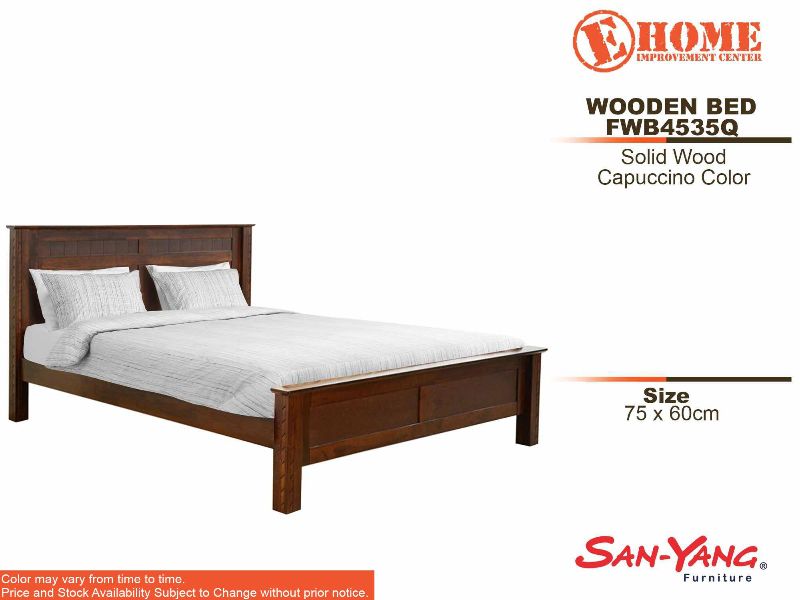 E HOME
IMPROVEMENT CENTER
WOODEN BED
FWB4535Q
Solid Wood
Capuccino Color
Size
75 x 60cm
SAN-YANG®
Furniture
Color may vary from time to time.
Price and Stock Availability Subject to Change without prior notice.